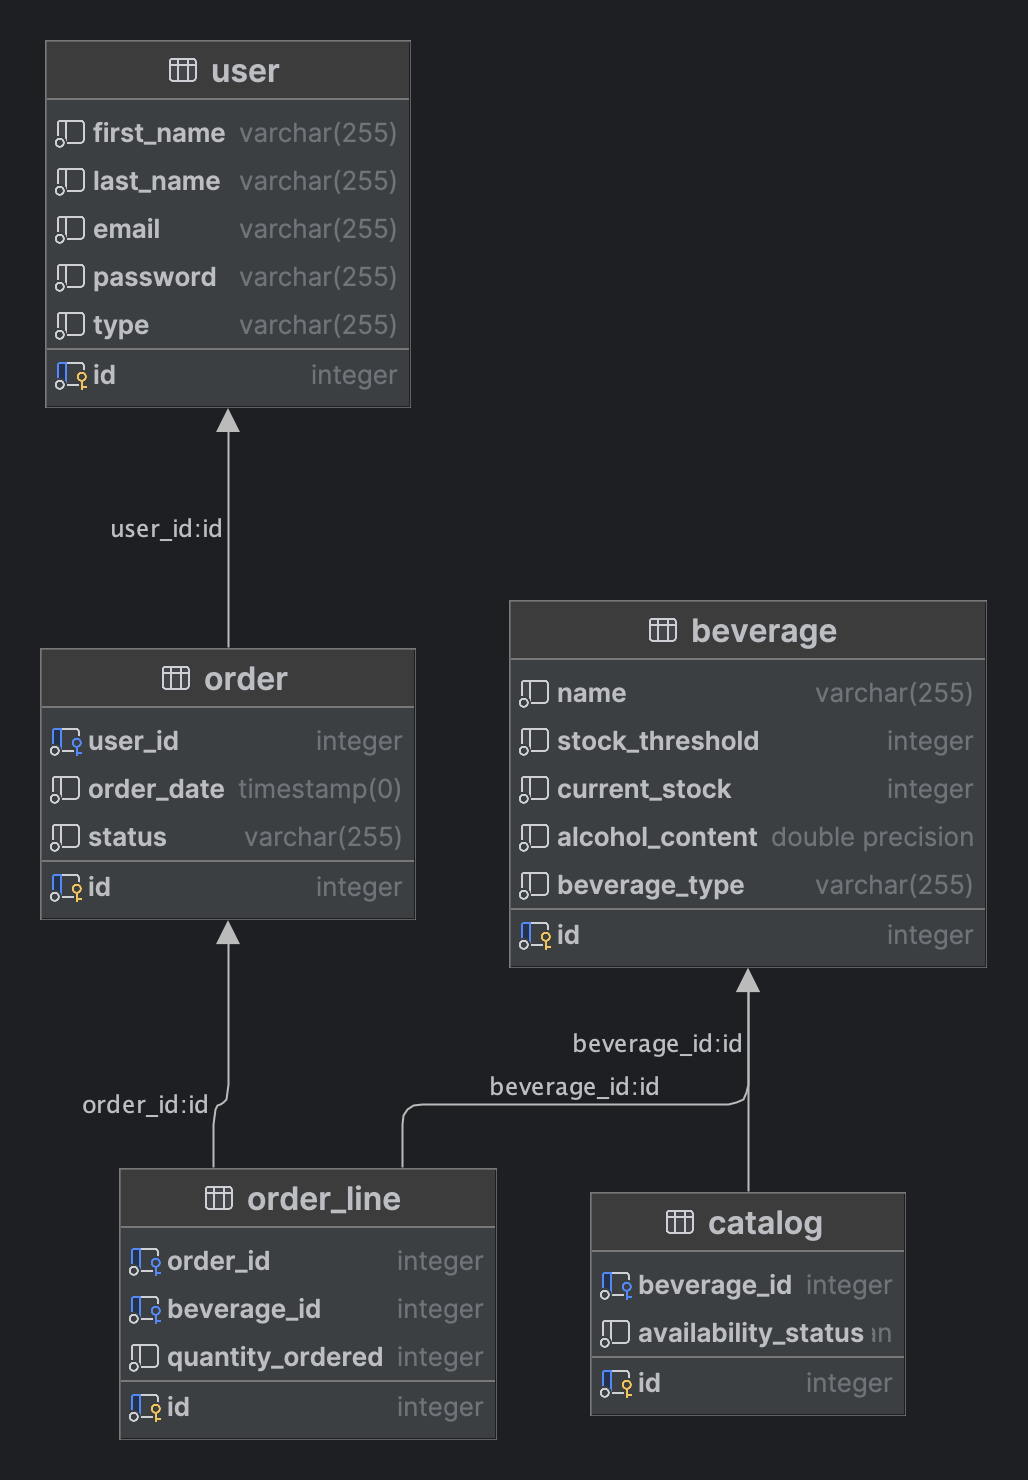 user
first_name varchar(255)
last_name varchar(255)
email varchar(255)
password varchar(255)
type varchar(255)
id integer
user_id:id
order
user_id integer
order_date timestamp(0)
status varchar(255)
id integer
beverage
name varchar(255)
stock_threshold integer
current_stock integer
alcohol_content double precision
beverage_type varchar(255)
id integer
beverage_id:id
beverage_id:id
order_id:id
order_line
order_id integer
beverage_id integer
quantity_ordered integer
id integer
catalog
beverage_id integer
availability_status
id integer